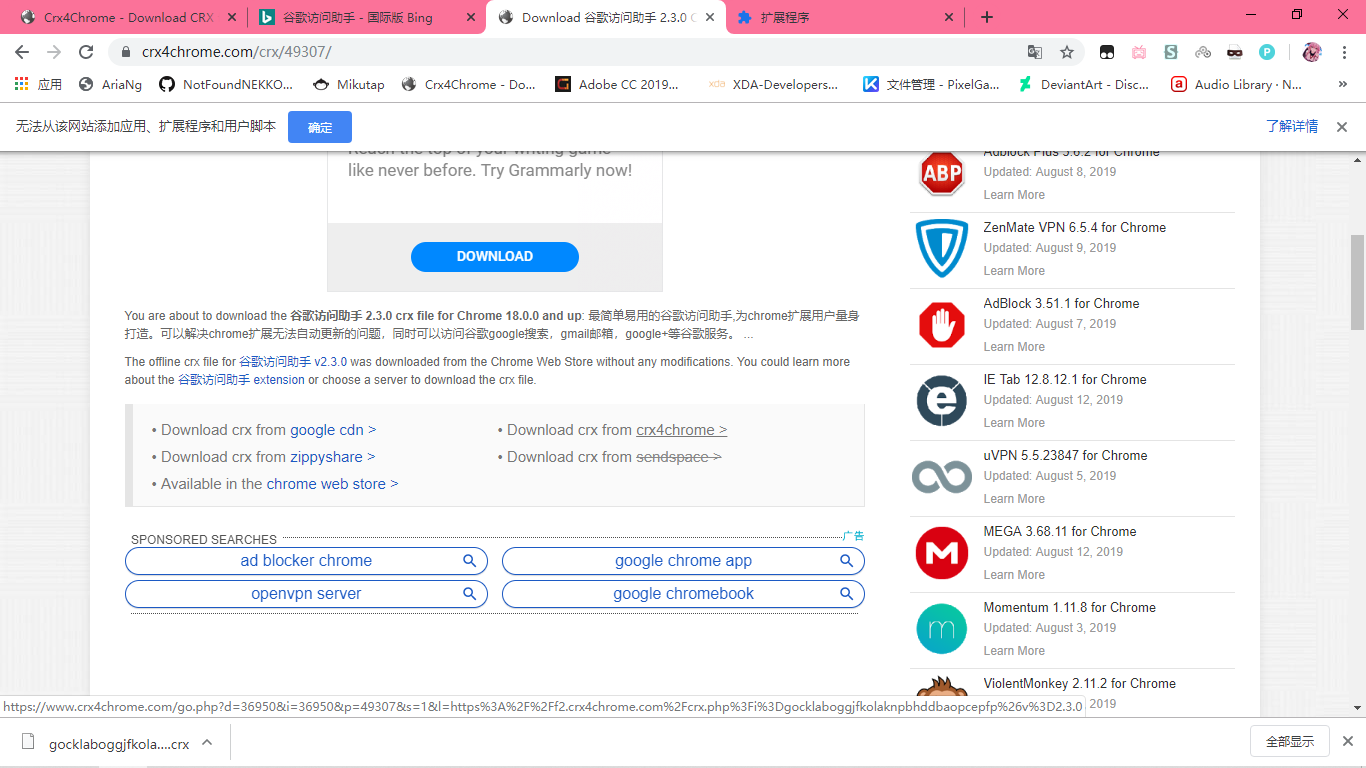 Crx4Chrome - Download CRX
谷歌访问助手 - 国际版 Bing
Download 谷歌访问助手 2.3.0 C
扩展程序
crx4chrome.com/crx/49307/
应用
AriaNg
NotFoundNEKKO...
Mikutap
Crx4Chrome - Do...
Adobe CC 2019...
XDA-Developers...
文件管理 - PixelGa...
DeviantArt - Disc...
Audio Library · N...
无法从该网站添加应用、扩展程序和用户脚本
确定
了解详情
Reach the top of your writing game
like never before. Try Grammarly now!
DOWNLOAD
You are about to download the 谷歌访问助手 2.3.0 crx file for Chrome 18.0.0 and up: 最简单易用的谷歌访问助手,为chrome扩展用户量身
打造。可以解决chrome扩展无法自动更新的问题，同时可以访问谷歌google搜索，gmail邮箱，google+等谷歌服务。 ...
The offline crx file for 谷歌访问助手 v2.3.0 was downloaded from the Chrome Web Store without any modifications. You could learn more
about the 谷歌访问助手 extension or choose a server to download the crx file.
• Download crx from google cdn >
• Download crx from crx4chrome >
• Download crx from zippyshare >
• Download crx from sendspace >
• Available in the chrome web store >
SPONSORED SEARCHES
广告
ad blocker chrome
google chrome app
openvpn server
google chromebook
Adblock Plus 3.6.2 for Chrome
Updated: August 8, 2019
Learn More
ABP
ZenMate VPN 6.5.4 for Chrome
Updated: August 9, 2019
Learn More
AdBlock 3.51.1 for Chrome
Updated: August 7, 2019
Learn More
IE Tab 12.8.12.1 for Chrome
Updated: August 12, 2019
Learn More
uVPN 5.5.23847 for Chrome
Updated: August 5, 2019
Learn More
MEGA 3.68.11 for Chrome
Updated: August 12, 2019
Learn More
Momentum 1.11.8 for Chrome
Updated: August 3, 2019
Learn More
ViolentMonkey 2.11.2 for Chrome
2019
https://www.crx4chrome.com/go.php?d=36950&i=36950&p=49307&s=1&l=https%3A%2F%2Ff2.crx4chrome.com%2Fcrx.php%3Fi%3Dgocklaboggjfkolaknpbhddbaopcepfp%26v%3D2.3.0
gocklaboggjfkola....crx
全部显示